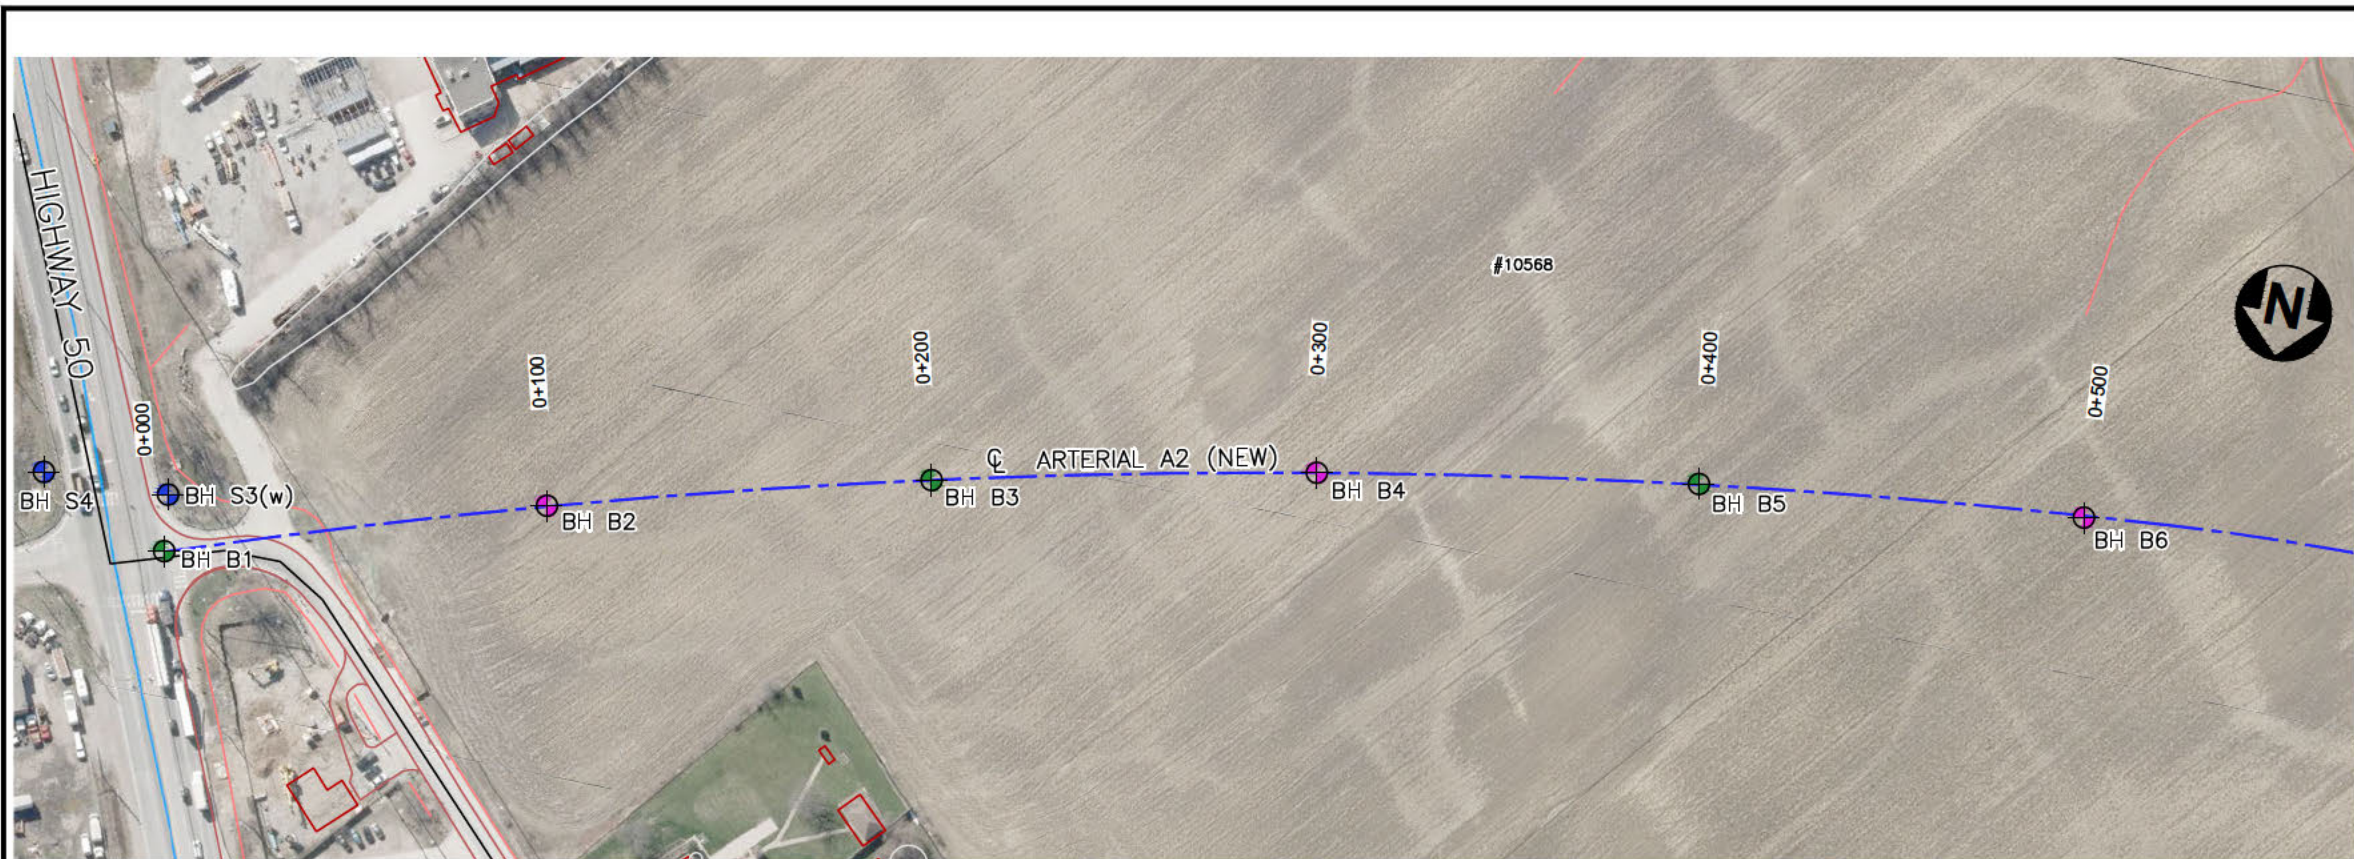 HIGHWAY 50
0+000
0+100
0+200
0+300
0+400
0+500
#10568
N
℄ ARTERIAL A2 (NEW)
BH S4
BH S3(w)
BH B1
BH B2
BH B3
BH B4
BH B5
BH B6